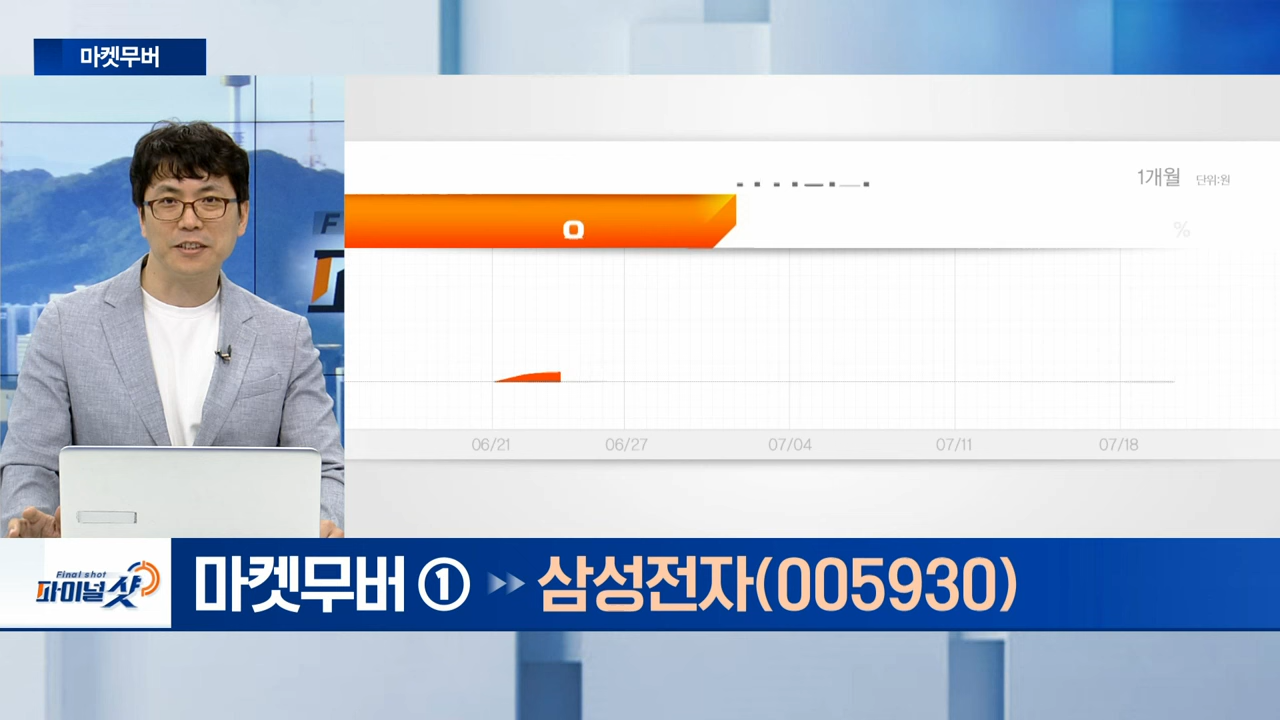 마켓무버
1개월 단위:원
%
F
06/21 06/27 07/04 07/11 07/18
Final shot
파이널샷
마켓무버 ① 삼성전자(005930)